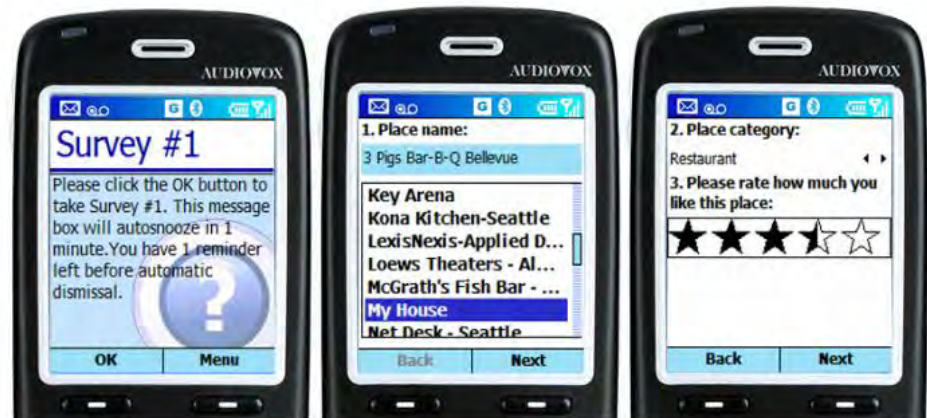 AUDIOVOX
Survey #1
Please click the OK button to
take Survey #1. This message
box will autosnooze in 1
minute.You have 1 reminder
left before automatic
dismissal.
OK
Menu
AUDIOVOX
G
1. Place name:
3 Pigs Bar-B-Q Bellevue
Key Arena
Kona Kitchen-Seattle
LexisNexis-Applied D...
Loews Theaters - Al...
McGrath's Fish Bar - ...
My House
Net Desk - Seattle
Back
Next
AUDIOVOX
G
2. Place category:
Restaurant
3. Please rate how much you
like this place:
Back
Next